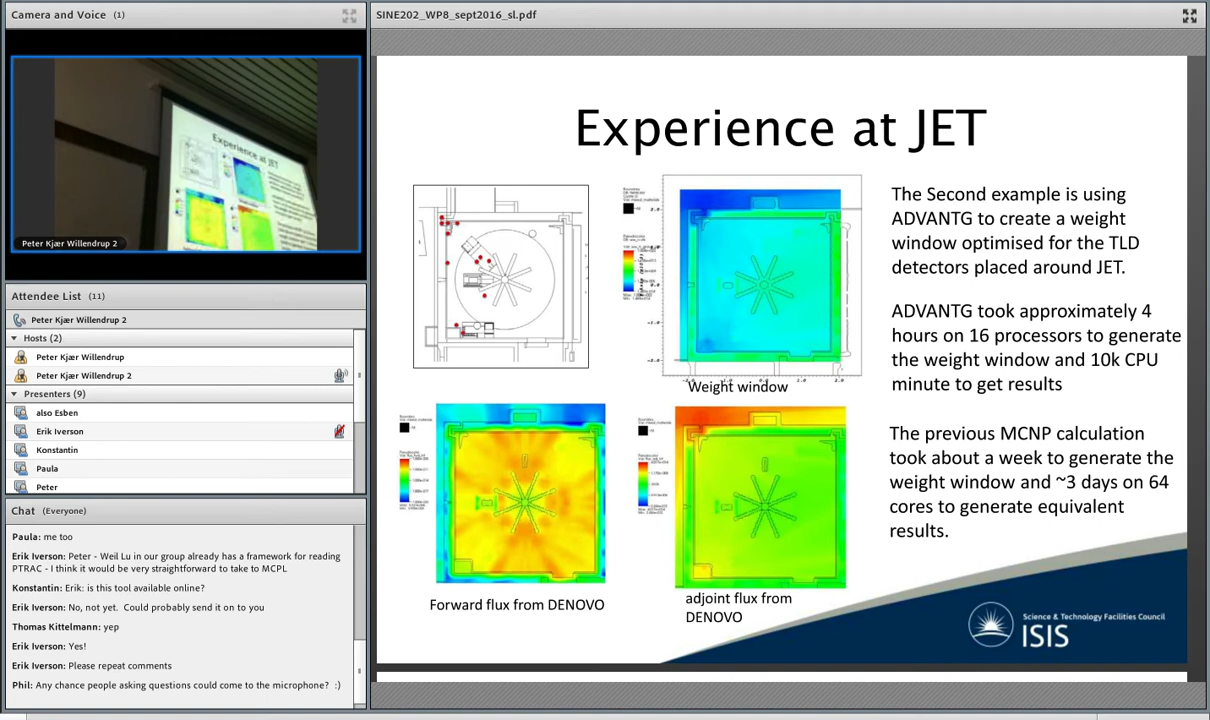 Camera and Voice (1)
Experience at JET
Peter Kjær Willendrup 2
Attendee List (11)
Peter Kjær Willendrup 2
Hosts (2)
Peter Kjær Willendrup
Peter Kjær Willendrup 2
Presenters (9)
also Esben
Erik Iverson
Konstantin
Paula
Peter
Chat (Everyone)
Paula: me too
Erik Iverson: Peter - Weil Lu in our group already has a framework for reading
PTRAC - I think it would be very straightforward to take to MCPL
Konstantin: Erik: is this tool available online?
Erik Iverson: No, not yet. Could probably send it on to you
Thomas Kittelmann: yep
Erik Iverson: Yes!
Erik Iverson: Please repeat comments
Phil: Any chance people asking questions could come to the microphone? :)
SINE202_WP8_sept2016_sl.pdf
Experience at JET
Weight window
Forward flux from DENOVO
adjoint flux from
DENOVO
The Second example is using
ADVANTG to create a weight
window optimised for the TLD
detectors placed around JET.
ADVANTG took approximately 4
hours on 16 processors to generate
the weight window and 10k CPU
minute to get results
The previous MCNP calculation
took about a week to generate the
weight window and ~3 days on 64
cores to generate equivalent
results.
Science & Technology Facilities Council
ISIS